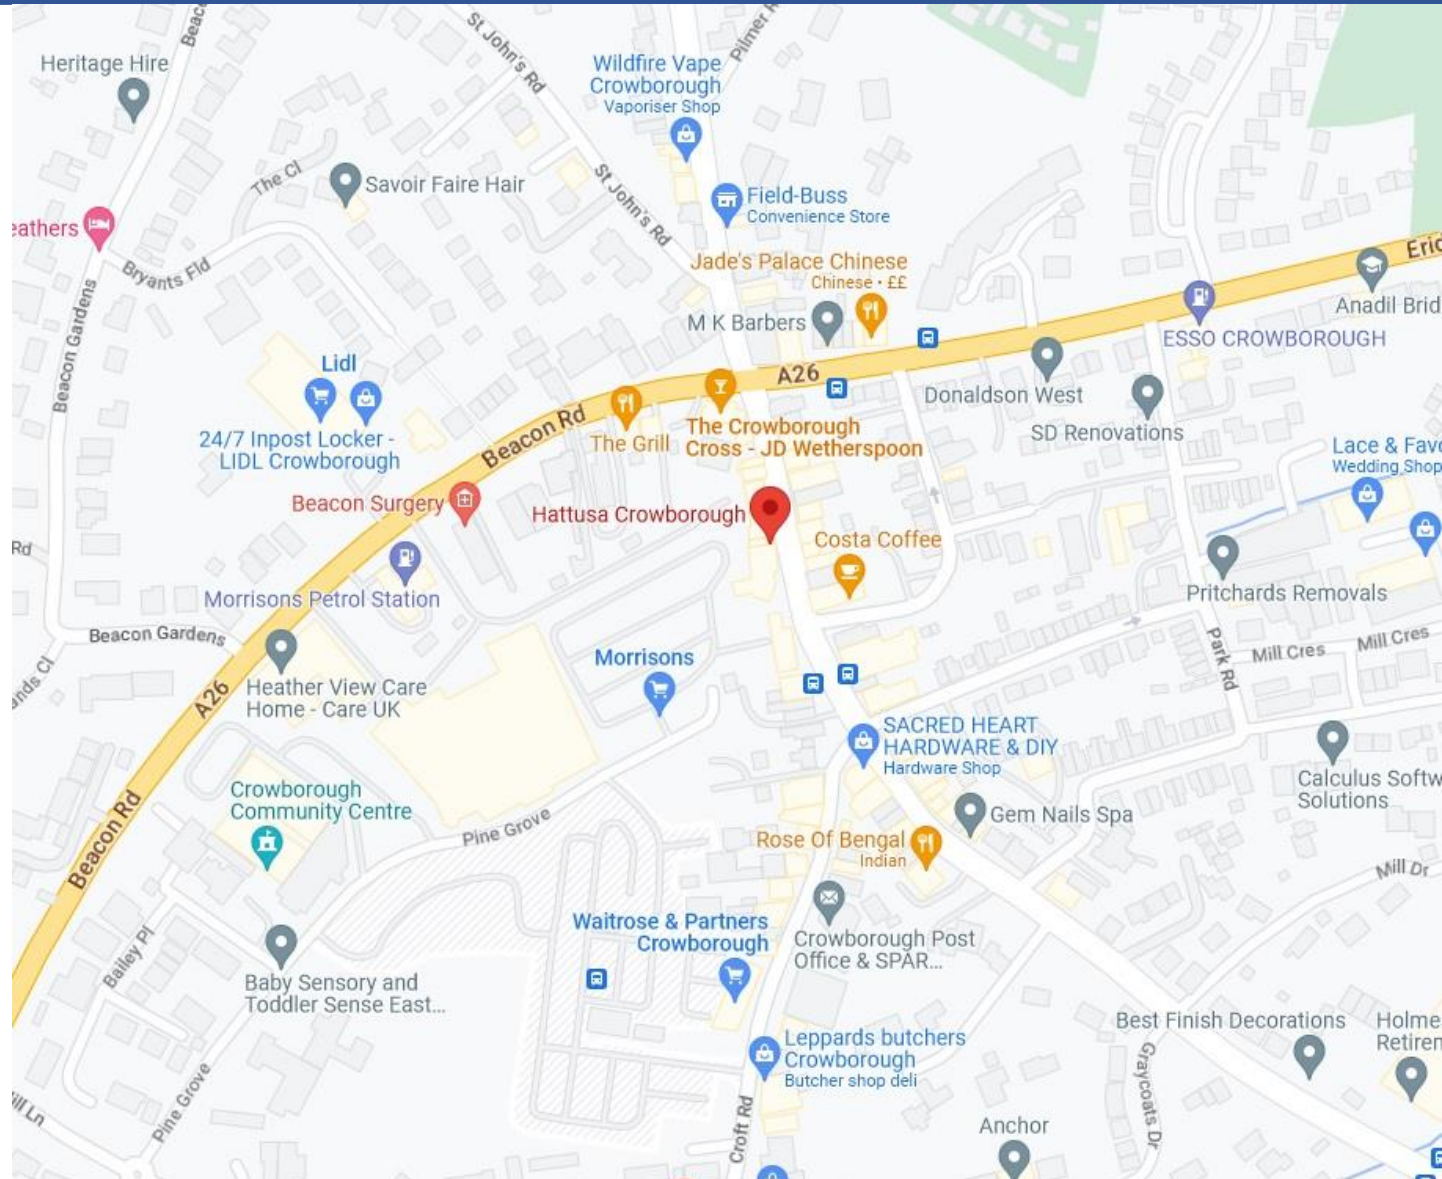 Heritage Hire
Beac
St John's Rd
Wildfire Vape
Crowborough
Vaporiser Shop
Pilmer R
The Cl
Savoir Faire Hair
St John's Rd
Field-Buss
Convenience Store
eathers
Bryants Fld
Jade's Palace Chinese
Chinese • ££
M K Barbers
Eric
Anadil Brid
ESSO CROWBOROUGH
Beacon Gardens
Lidl
24/7 Inpost Locker -
LIDL Crowborough
A26
Beacon Rd
The Grill
The Crowborough
Cross - JD Wetherspoon
Donaldson West
SD Renovations
Lace & Favo
Wedding Shop
Beacon Surgery
Hattusa Crowborough
Costa Coffee
Rd
Morrisons Petrol Station
Pritchards Removals
Beacon Gardens
Morrisons
Park Rd
Mill Cres
Mill Cres
ands Cl
A26
Heather View Care
Home - Care UK
SACRED HEART
HARDWARE & DIY
Hardware Shop
Calculus Softw
Solutions
Crowborough
Community Centre
Beacon Rd
Pine Grove
Gem Nails Spa
Rose Of Bengal
Indian
Mill Dr
Waitrose & Partners
Crowborough
Crowborough Post
Office & SPAR...
Bailey Pl
Baby Sensory and
Toddler Sense East...
Best Finish Decorations
Holme
Retiren
Leppards butchers
Crowborough
Butcher shop deli
Graycoats Dr
ill Ln
Pine Grove
Croft Rd
Anchor